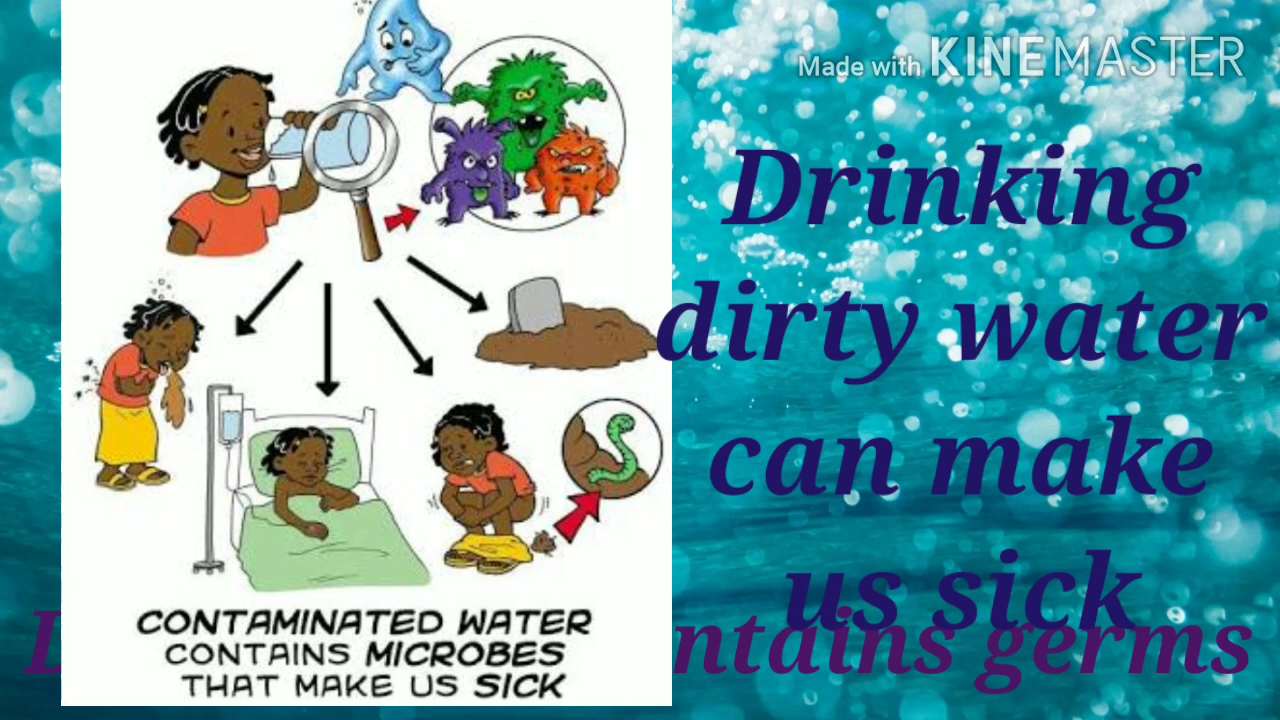 Made with KINEMASTER
Drinking
dirty water
can make
us sick
ntains germs
CONTAMINATED WATER
CONTAINS MICROBES
THAT MAKE US SICK